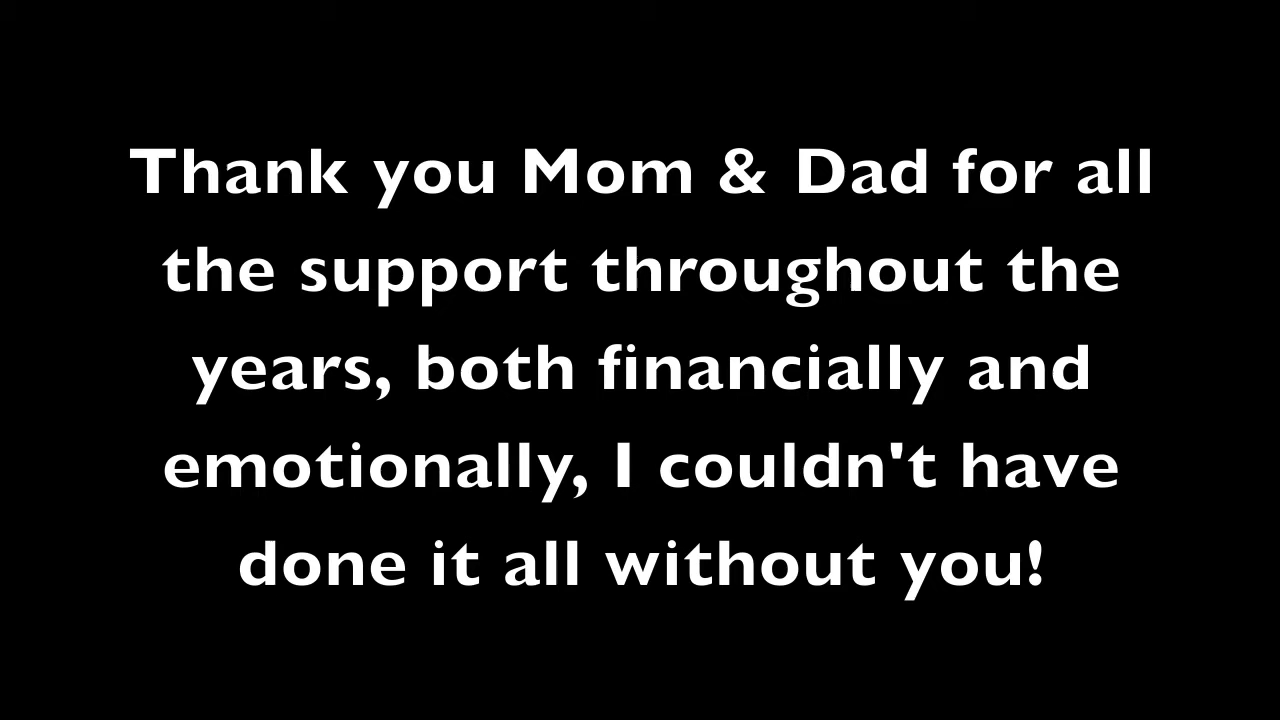 Thank you Mom & Dad for all
the support throughout the
years, both financially and
emotionally, I couldn't have
done it all without you!